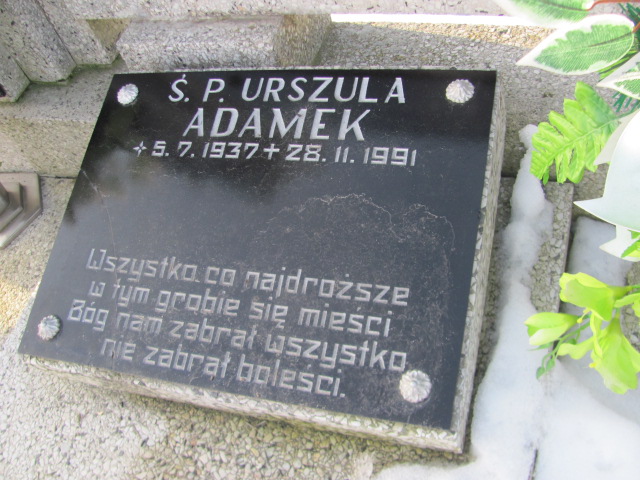 Ś. P. URSZULA
ADAMEK
✧ 5. 7. 1937 + 28. 11. 1991
Wszystko, co najdroższe
w tym grobie się mieści
Bóg nam zabrał wszystko,
nie zabrał boleści.